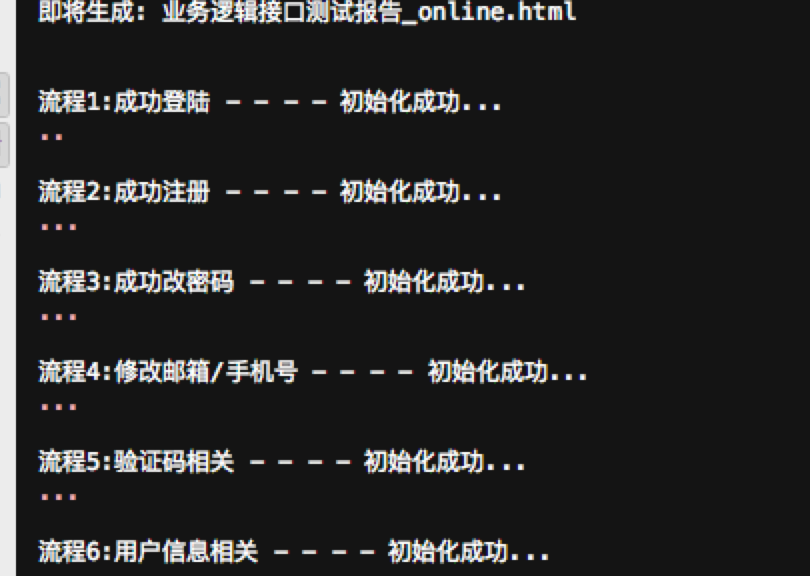 即将生成: 业务逻辑接口测试报告_online.html
流程1:成功登陆 - - - - 初始化成功...
..
流程2:成功注册 - - - - 初始化成功...
...
流程3:成功改密码 - - - - 初始化成功...
...
流程4:修改邮箱/手机号 - - - - 初始化成功...
...
流程5:验证码相关 - - - - 初始化成功...
...
流程6:用户信息相关 - - - - 初始化成功...